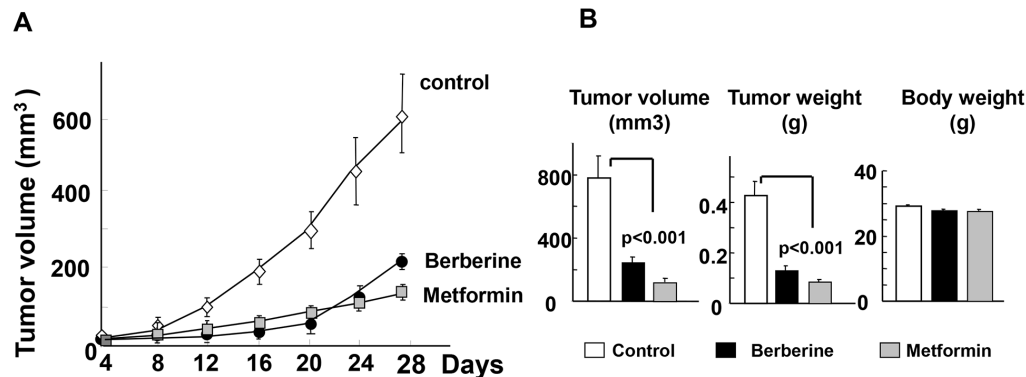 A
Tumor volume (mm3)
600
400
200
0
control
Berberine
Metformin
4 8 12 16 20 24 28 Days
B
Tumor volume
(mm3)
800
400
0
p<0.001
Tumor weight
(g)
0.4
0.2
0
p<0.001
Body weight
(g)
40
20
0
Control Berberine Metformin